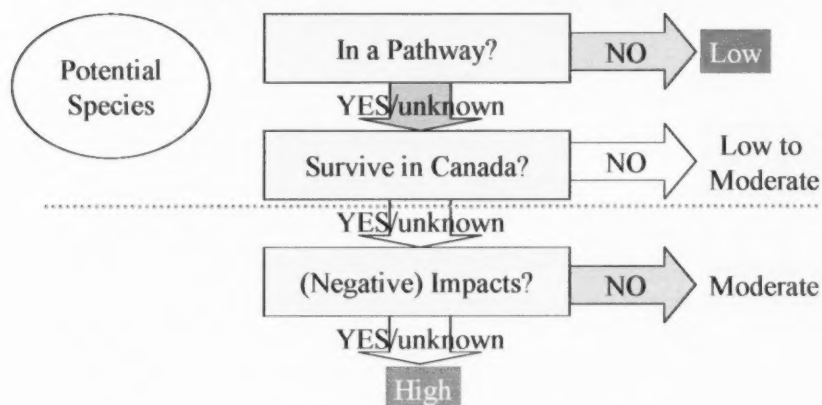 Potential
Species
In a Pathway?
NO
Low
YES/unknown
Survive in Canada?
NO
Low to
Moderate
YES/unknown
(Negative) Impacts?
NO
Moderate
YES/unknown
High